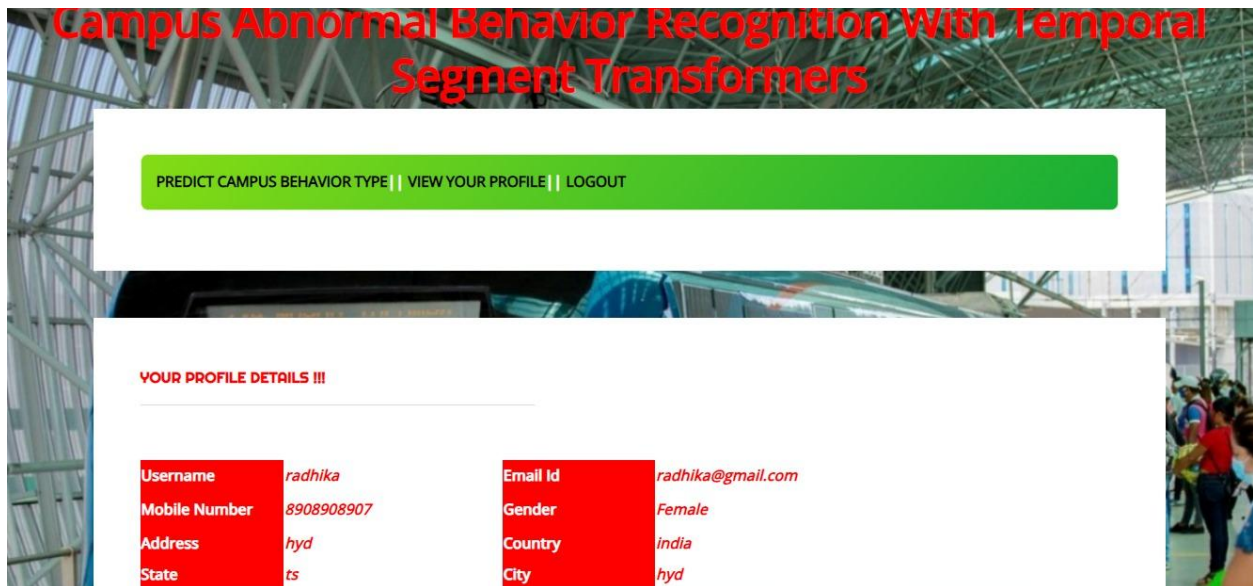 Campus Abnormal Behavior Recognition With Temporal
Segment Transformers
PREDICT CAMPUS BEHAVIOR TYPE|| VIEW YOUR PROFILE|| LOGOUT
YOUR PROFILE DETAILS !!!
Username radhika Email Id radhika@gmail.com
Mobile Number 8908908907 Gender Female
Address hyd Country india
State ts City hyd